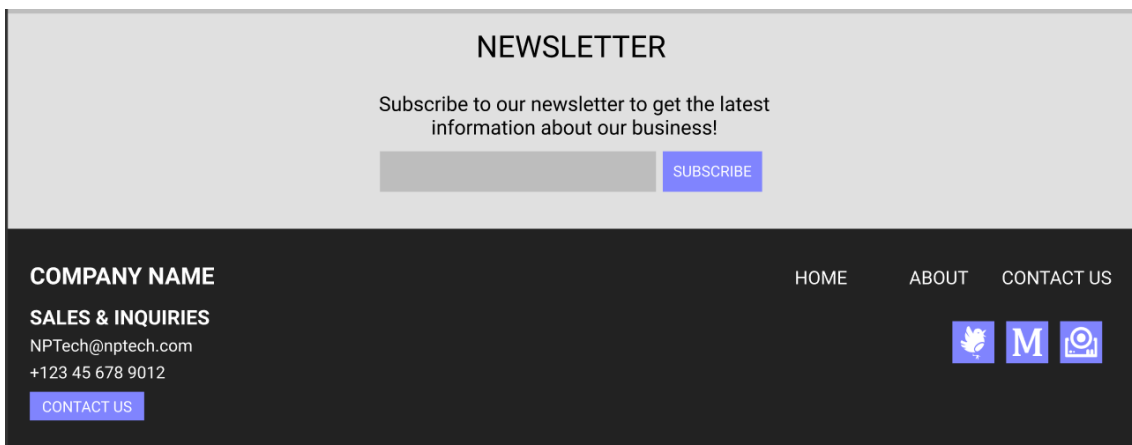 NEWSLETTER
Subscribe to our newsletter to get the latest
information about our business!
SUBSCRIBE
COMPANY NAME
HOME ABOUT CONTACT US
SALES & INQUIRIES
NPTech@nptech.com
+123 45 678 9012
M
CONTACT US